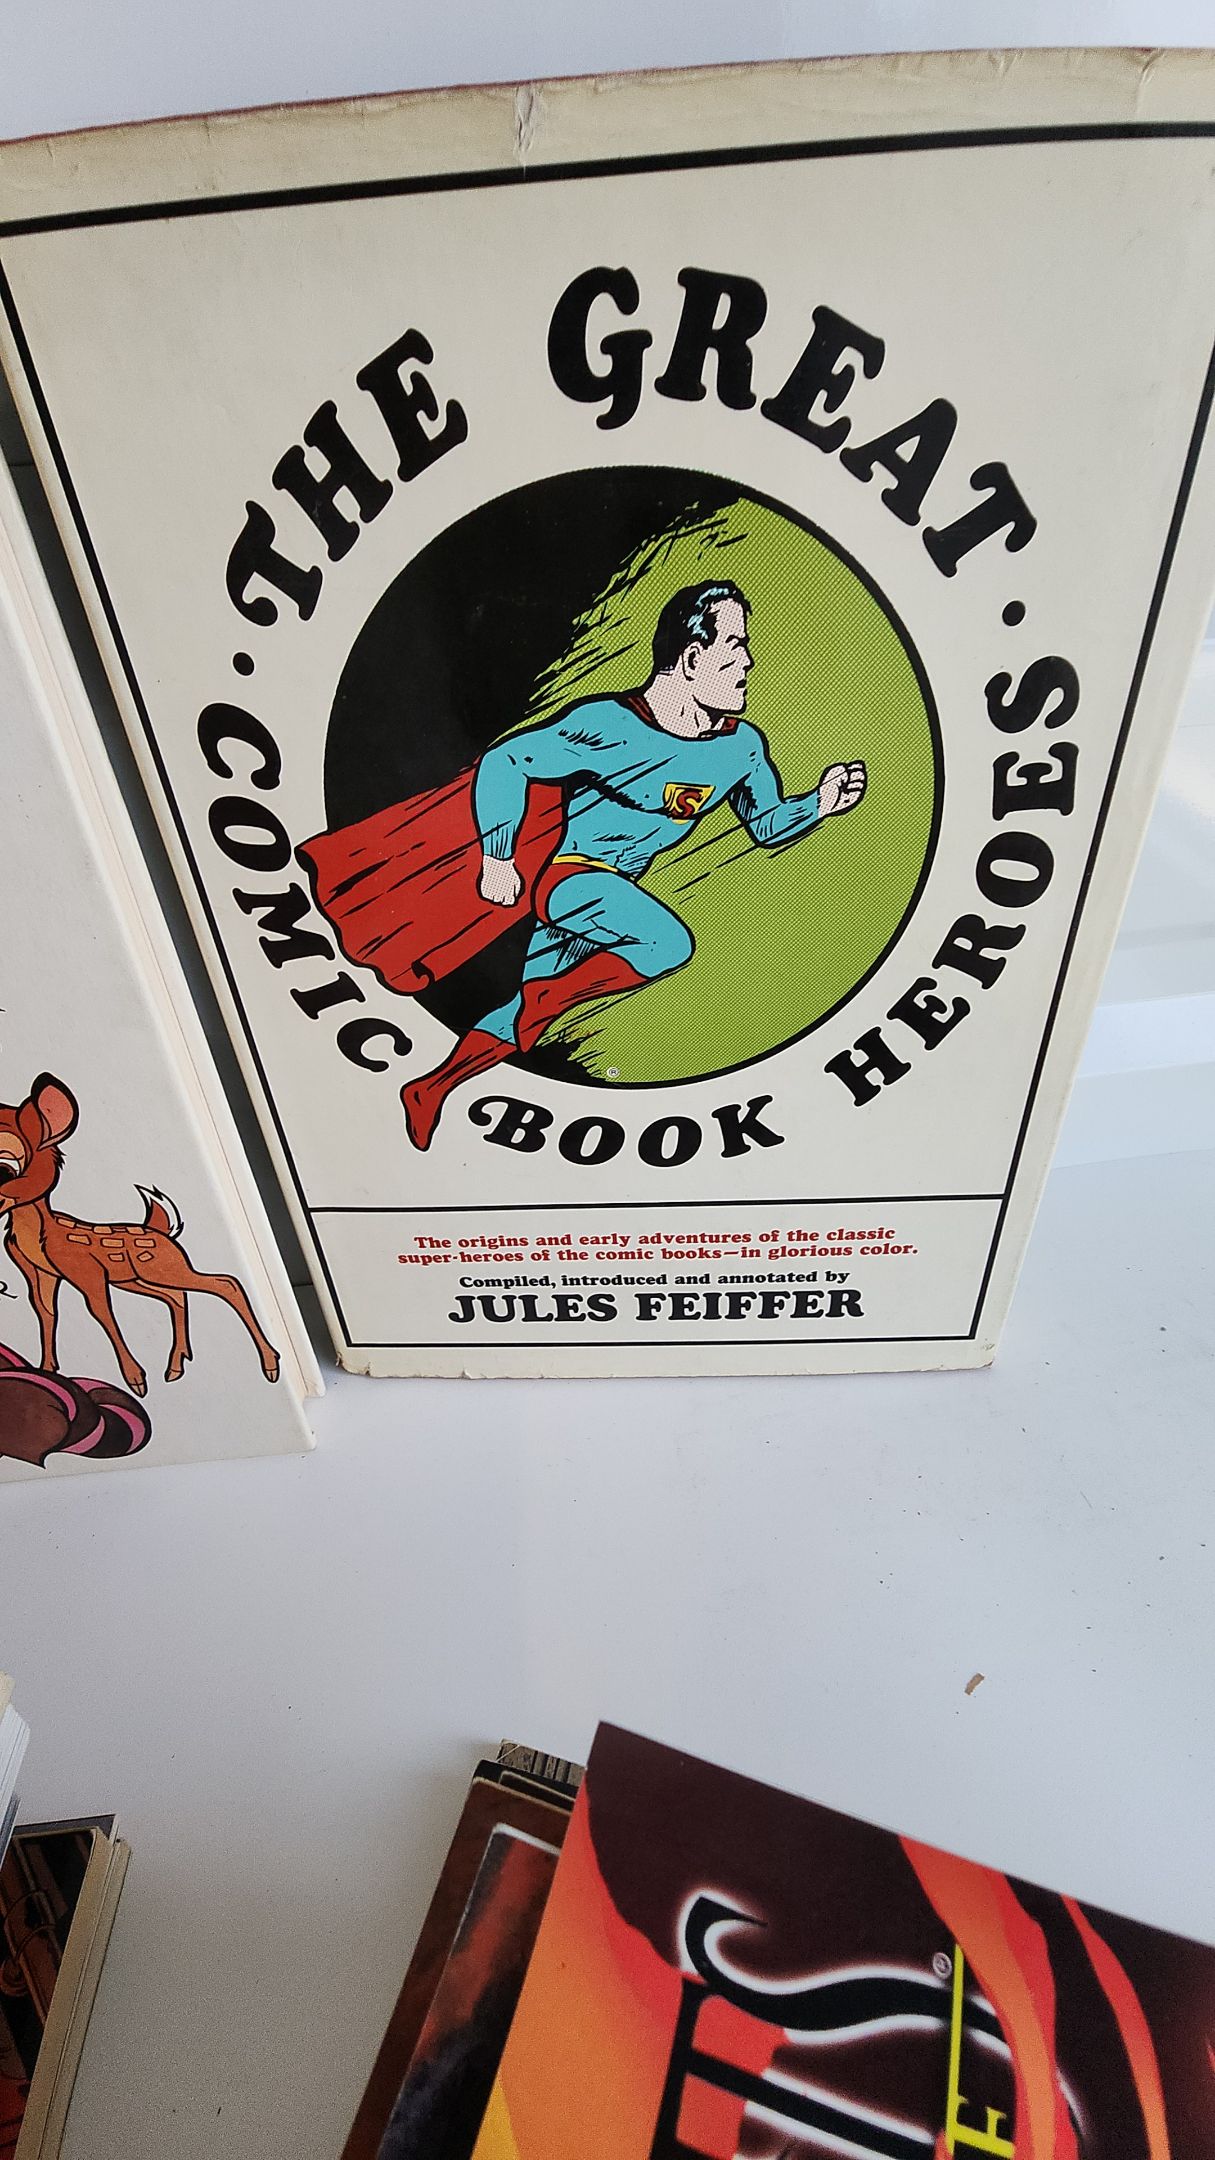 · THE GREAT ·
COMIC BOOK HEROES
S
®
The origins and early adventures of the classic
super-heroes of the comic books—in glorious color.
Compiled, introduced and annotated by
JULES FEIFFER